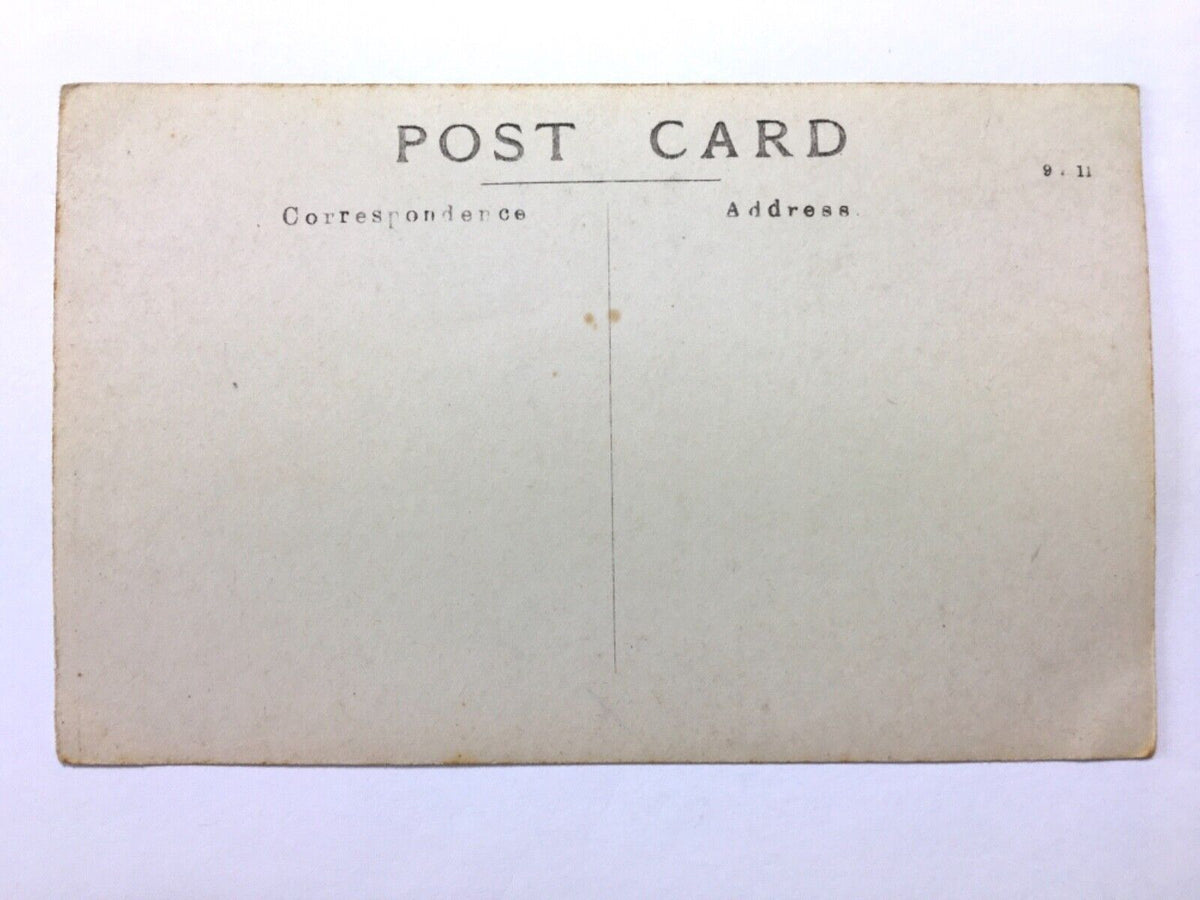 POST CARD
9 . 11
Correspondence
Address.